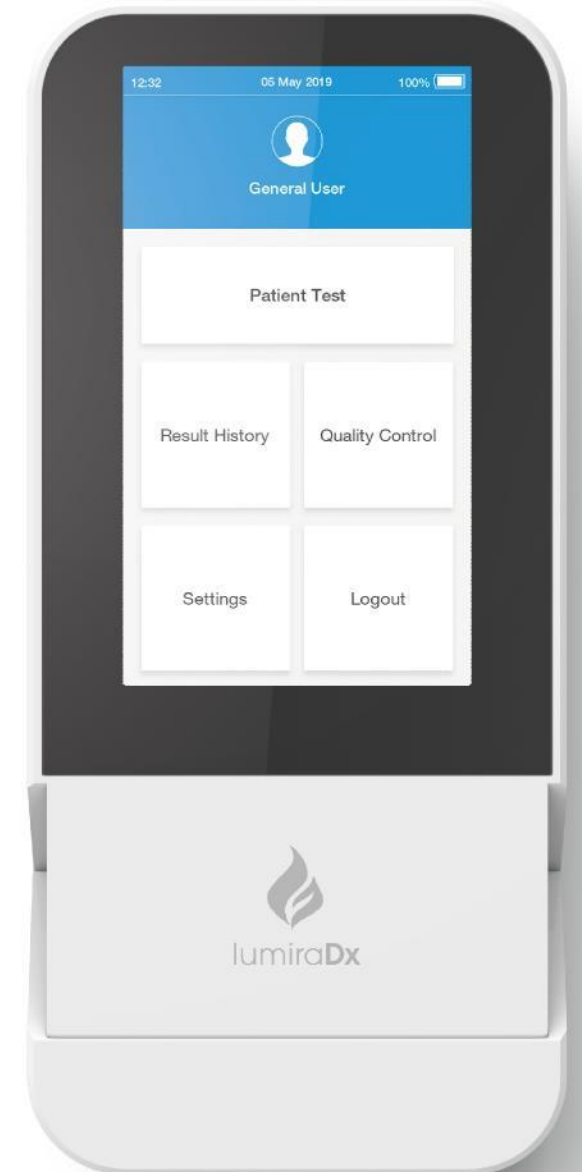 12:32 05 May 2019 100%
General User
Patient Test
Result History Quality Control
Settings Logout
lumiraDx